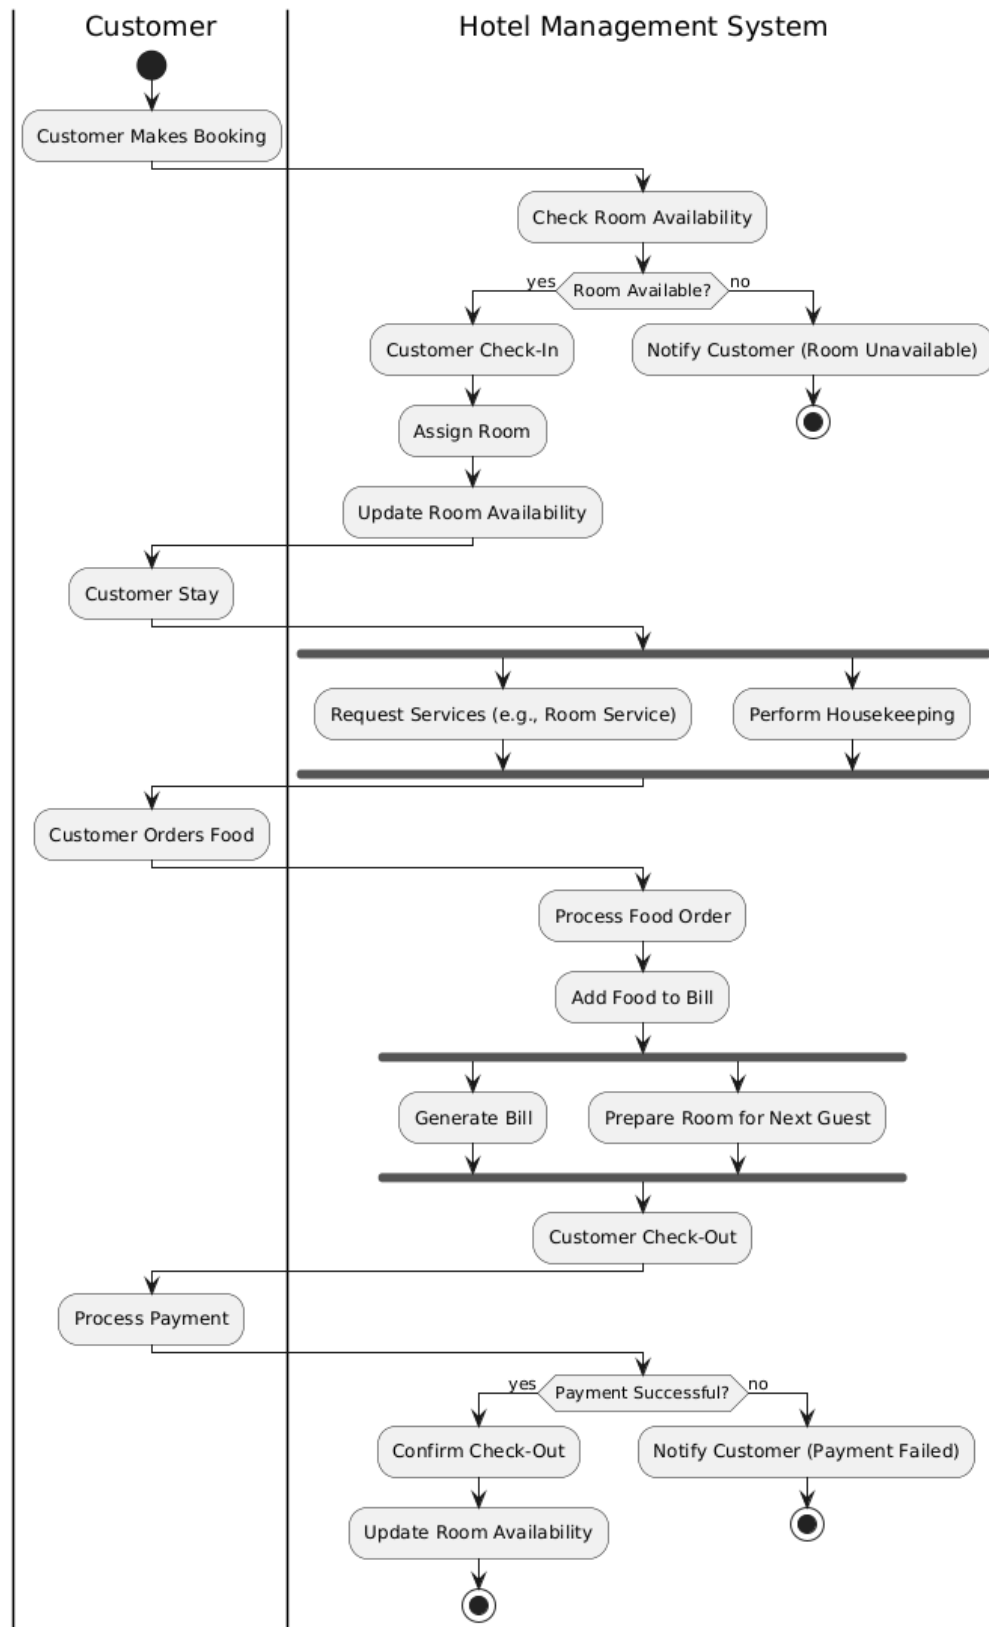 Customer
Hotel Management System
Customer Makes Booking
Check Room Availability
yes
Room Available?
no
Customer Check-In
Notify Customer (Room Unavailable)
Assign Room
Update Room Availability
Customer Stay
Request Services (e.g., Room Service)
Perform Housekeeping
Customer Orders Food
Process Food Order
Add Food to Bill
Generate Bill
Prepare Room for Next Guest
Customer Check-Out
Process Payment
yes
Payment Successful?
no
Confirm Check-Out
Notify Customer (Payment Failed)
Update Room Availability